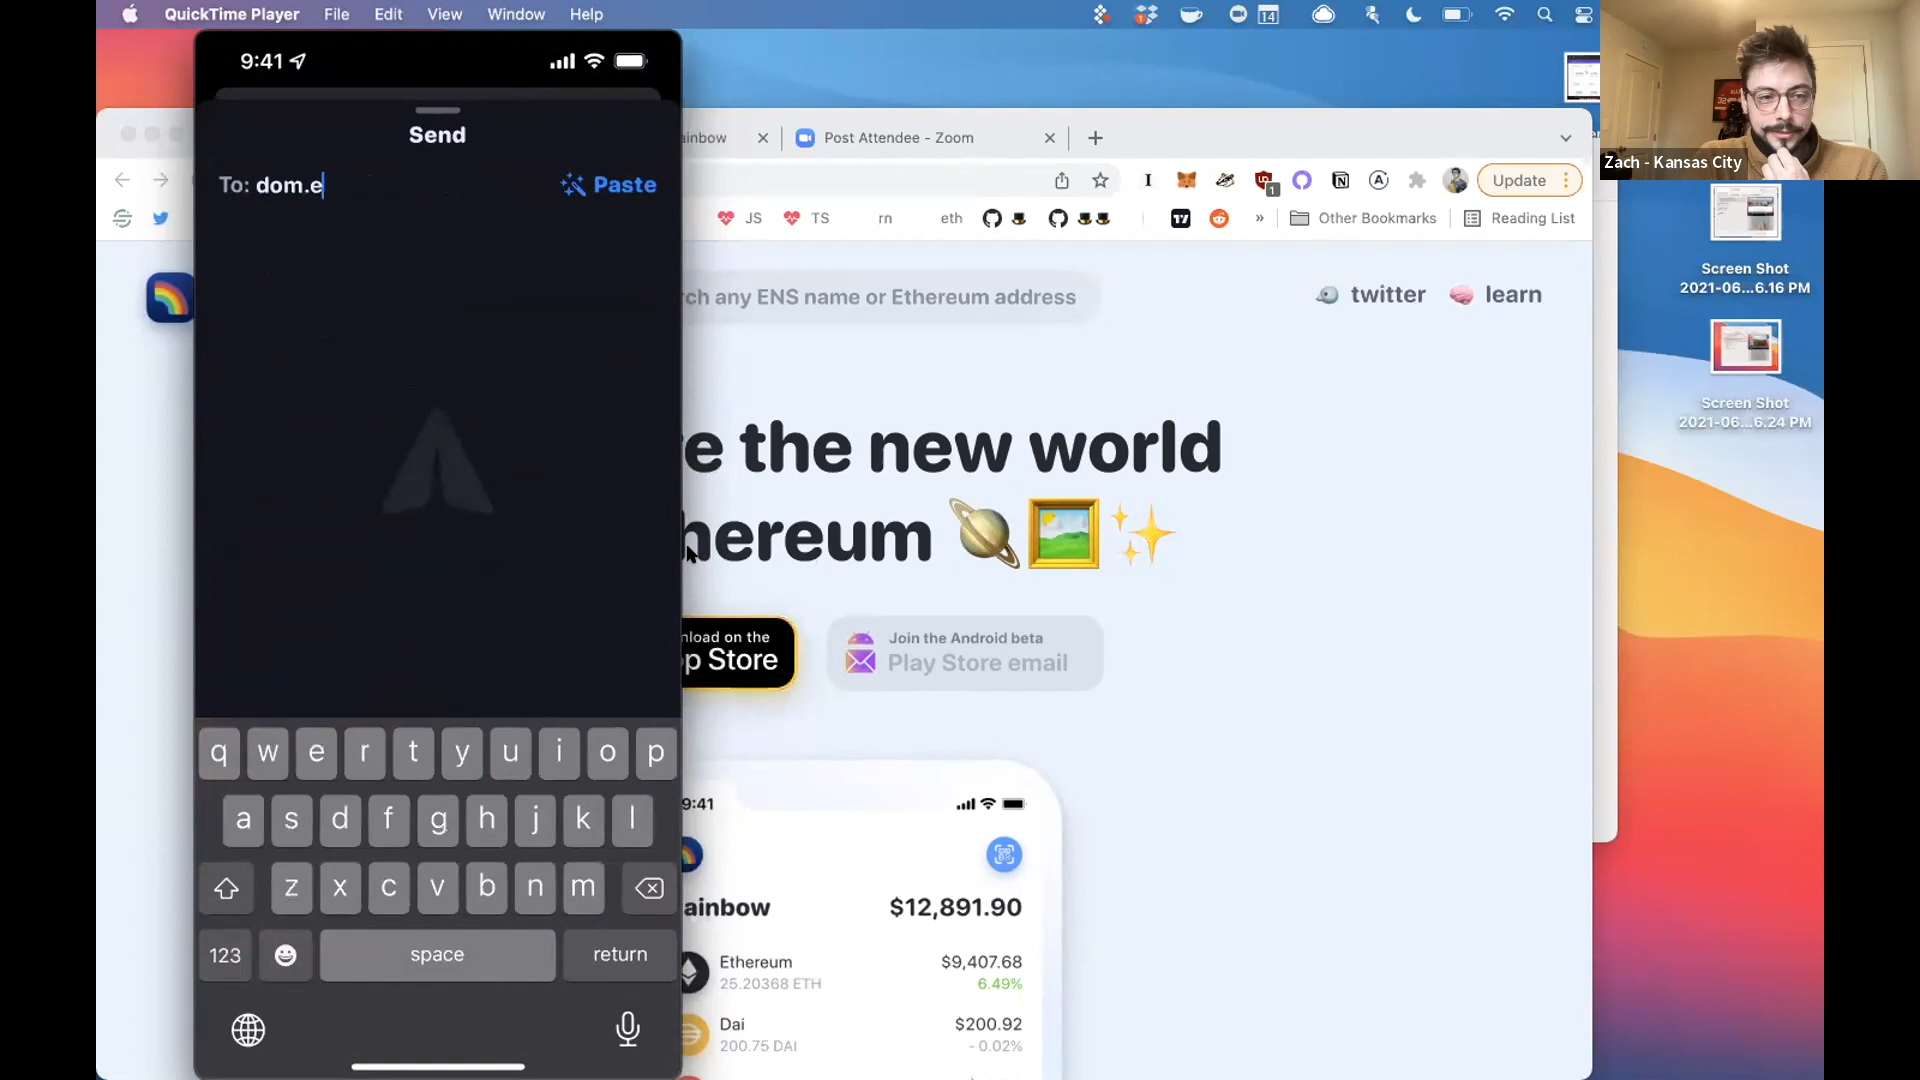 QuickTime Player File Edit View Window Help
14
9:41
Send
To: dom.e
Paste
q w e r t y u i o p
a s d f g h j k l
z x c v b n m
123 space return
ainbow
Post Attendee - Zoom
1
Update
JS TS rn eth
Other Bookmarks
Reading List
rch any ENS name or Ethereum address
twitter learn
e the new world
hereum
nload on the
p Store
Join the Android beta
Play Store email
9:41
ainbow $12,891.90
Ethereum $9,407.68
25.20368 ETH 6.49%
Dai $200.92
200.75 DAI - 0.02%
Zach - Kansas City
Screen Shot
2021-06...6.16 PM
Screen Shot
2021-06...6.24 PM